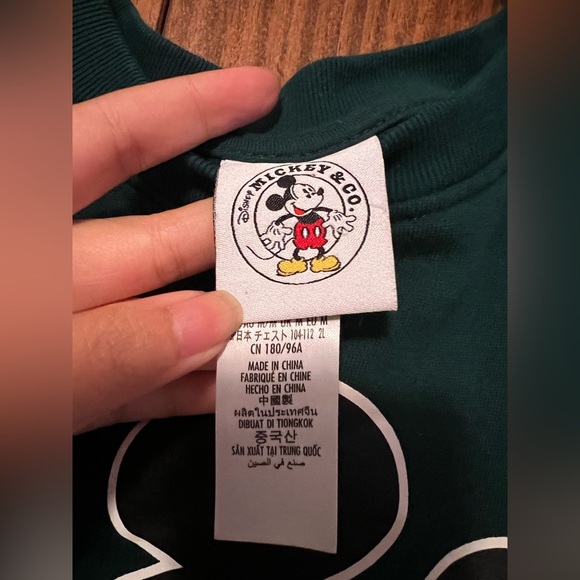 DISNEY MICKEY & CO.
M EU M
日本 チェスト 104-112 2L
CN 180/96A
MADE IN CHINA
FABRIQUÉ EN CHINE
HECHO EN CHINA
中國製
ผลิตในประเทศจีน
DIBUAT DI TIONGKOK
중국산
SẢN XUẤT TẠI TRUNG QUỐC
صنع في الصين